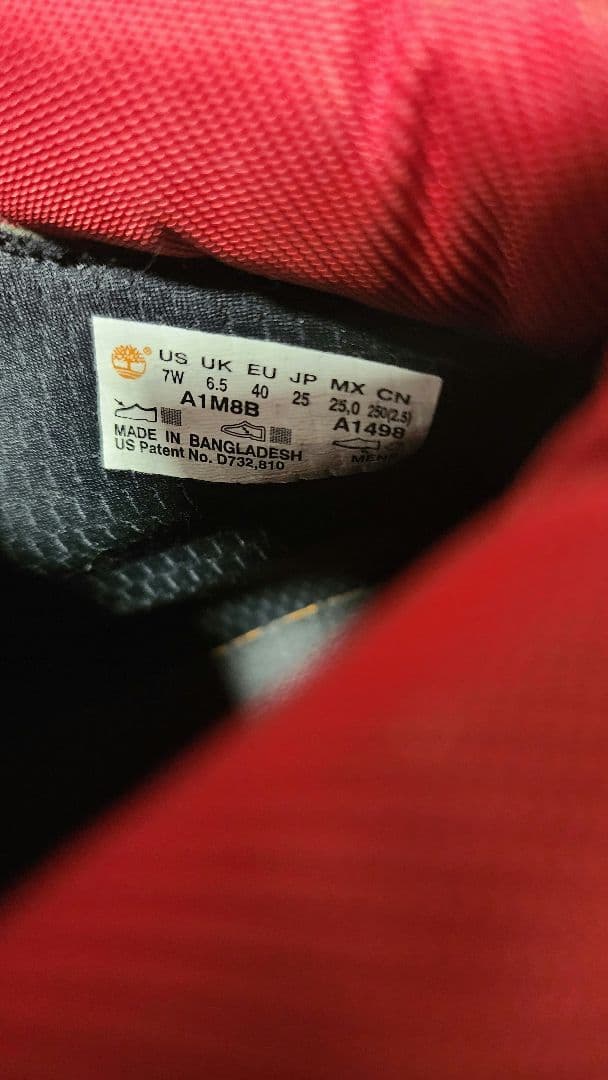 ® US UK EU JP MX CN
7W 6.5 40 25 25,0 250(2.5)
A1M8B A1498
MADE IN BANGLADESH
US Patent No. D732,810